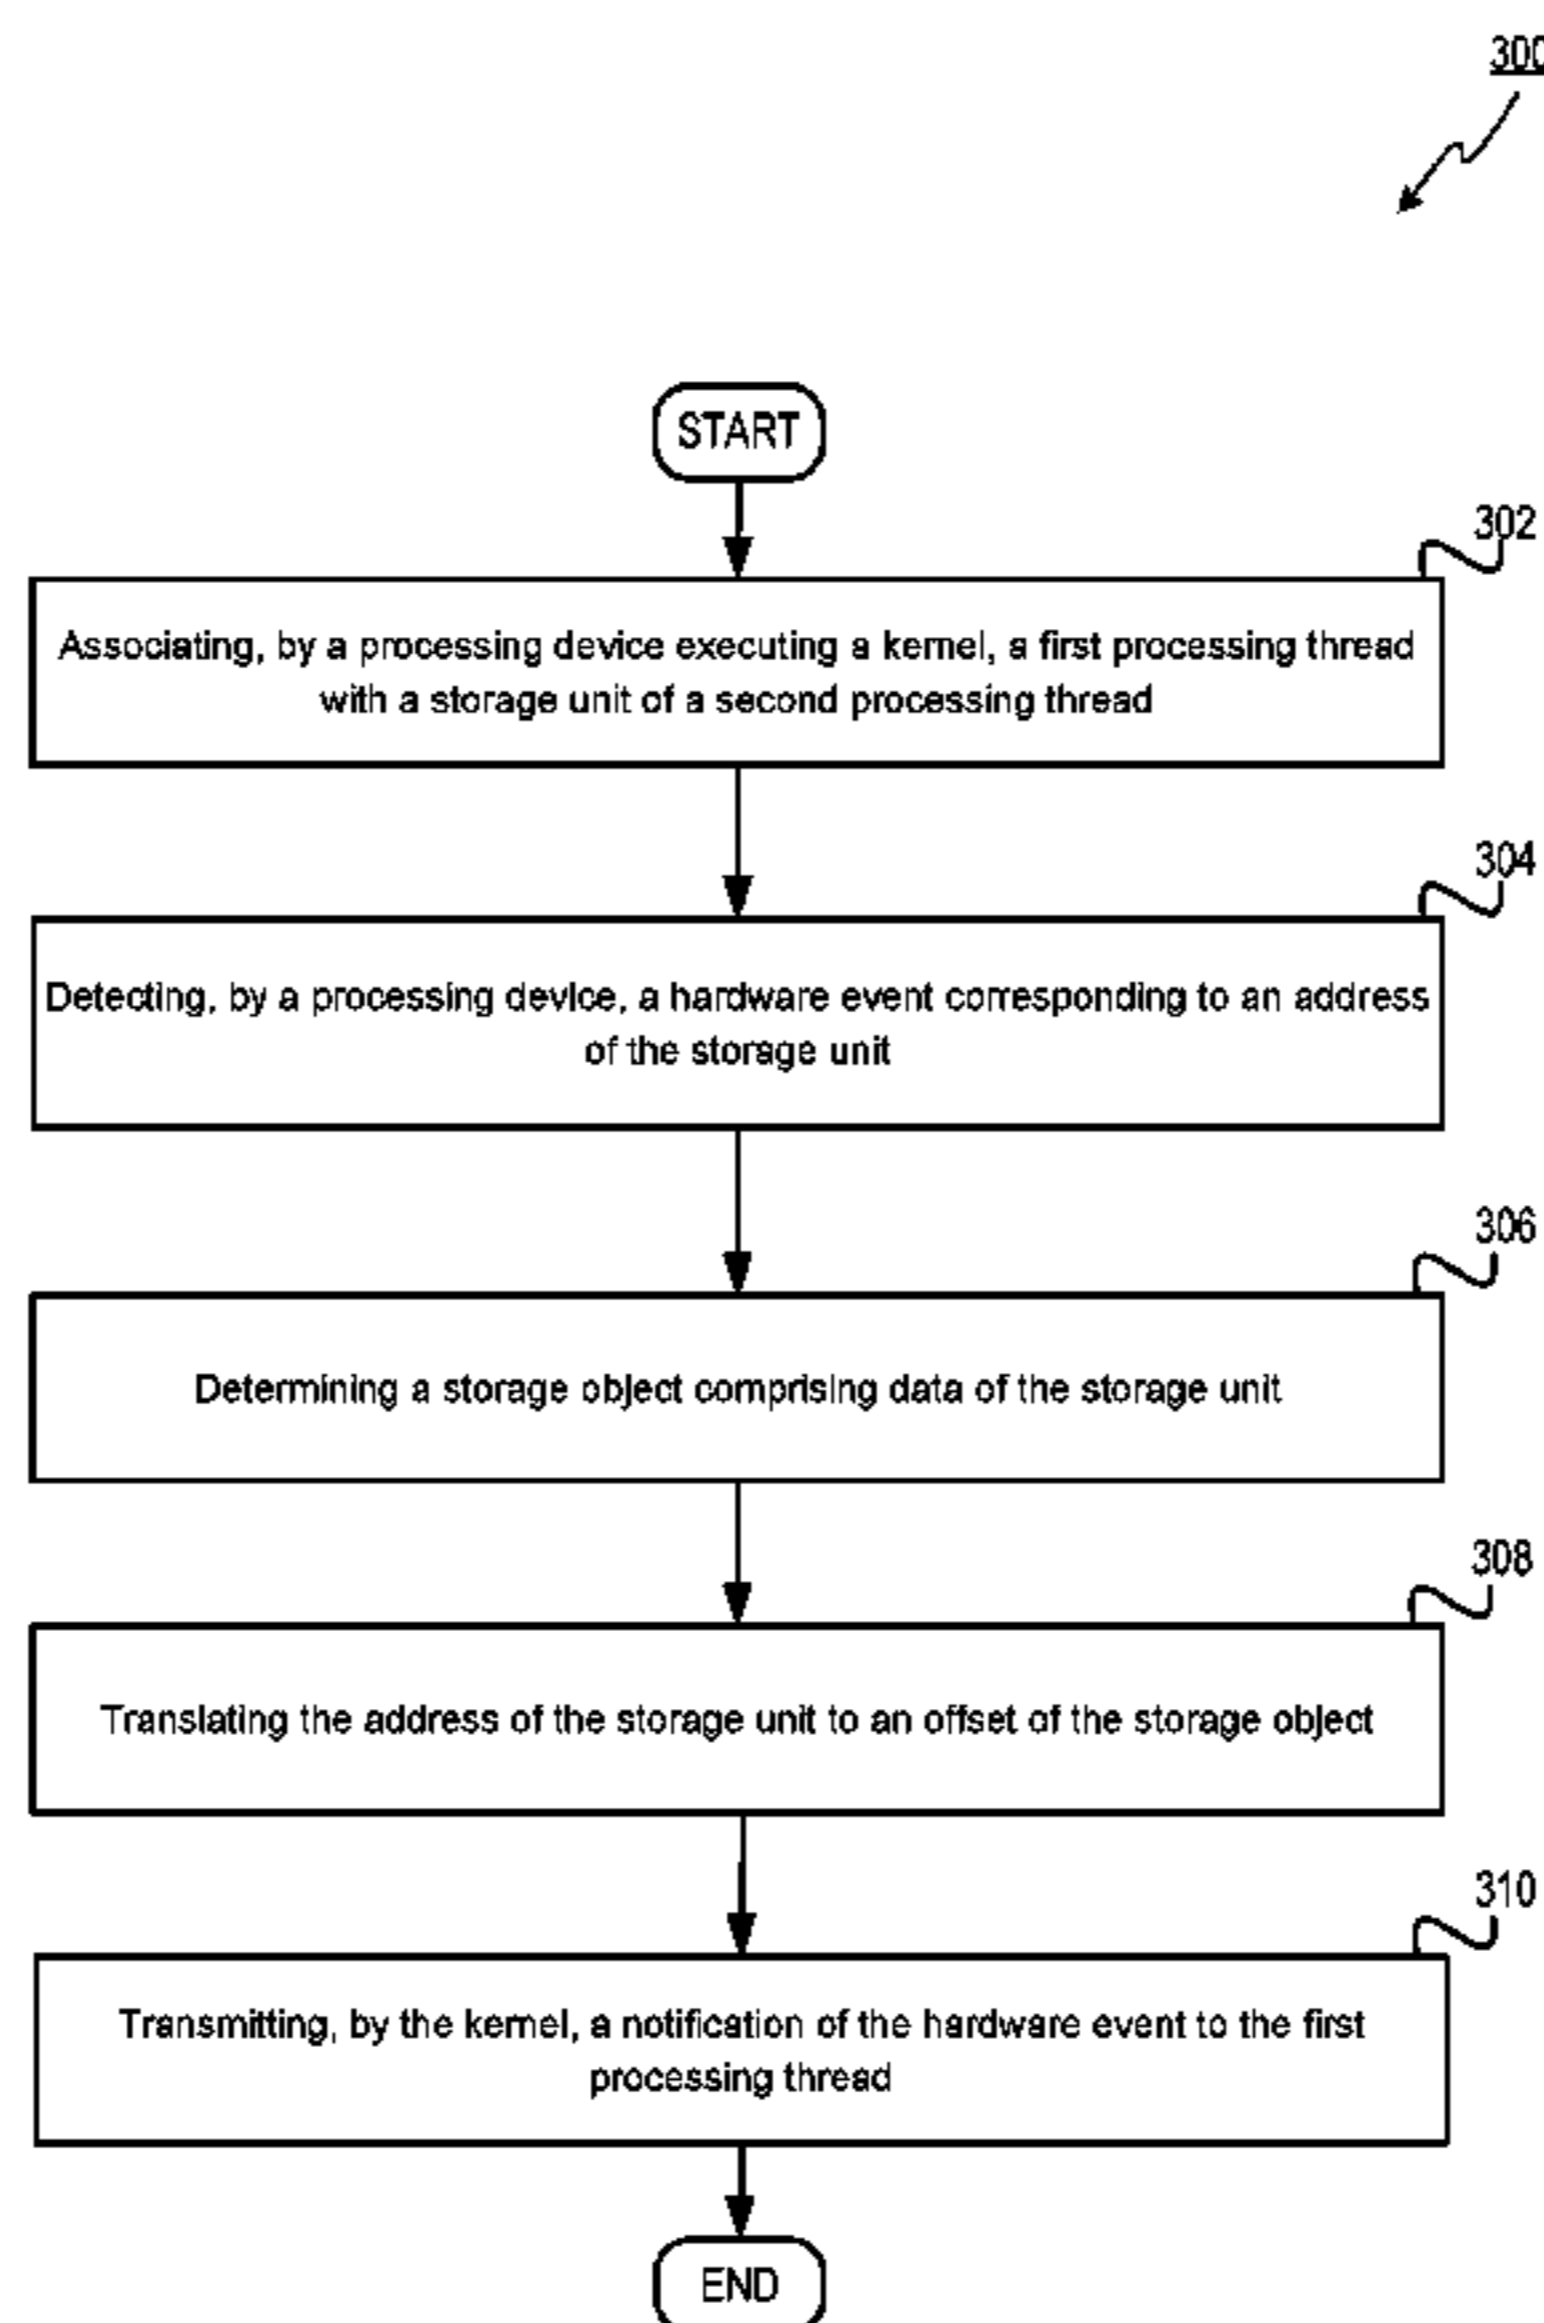 300
START
302
Associating, by a processing device executing a kernel, a first processing thread
with a storage unit of a second processing thread
304
Detecting, by a processing device, a hardware event corresponding to an address
of the storage unit
306
Determining a storage object comprising data of the storage unit
308
Translating the address of the storage unit to an offset of the storage object
310
Transmitting, by the kernel, a notification of the hardware event to the first
processing thread
END